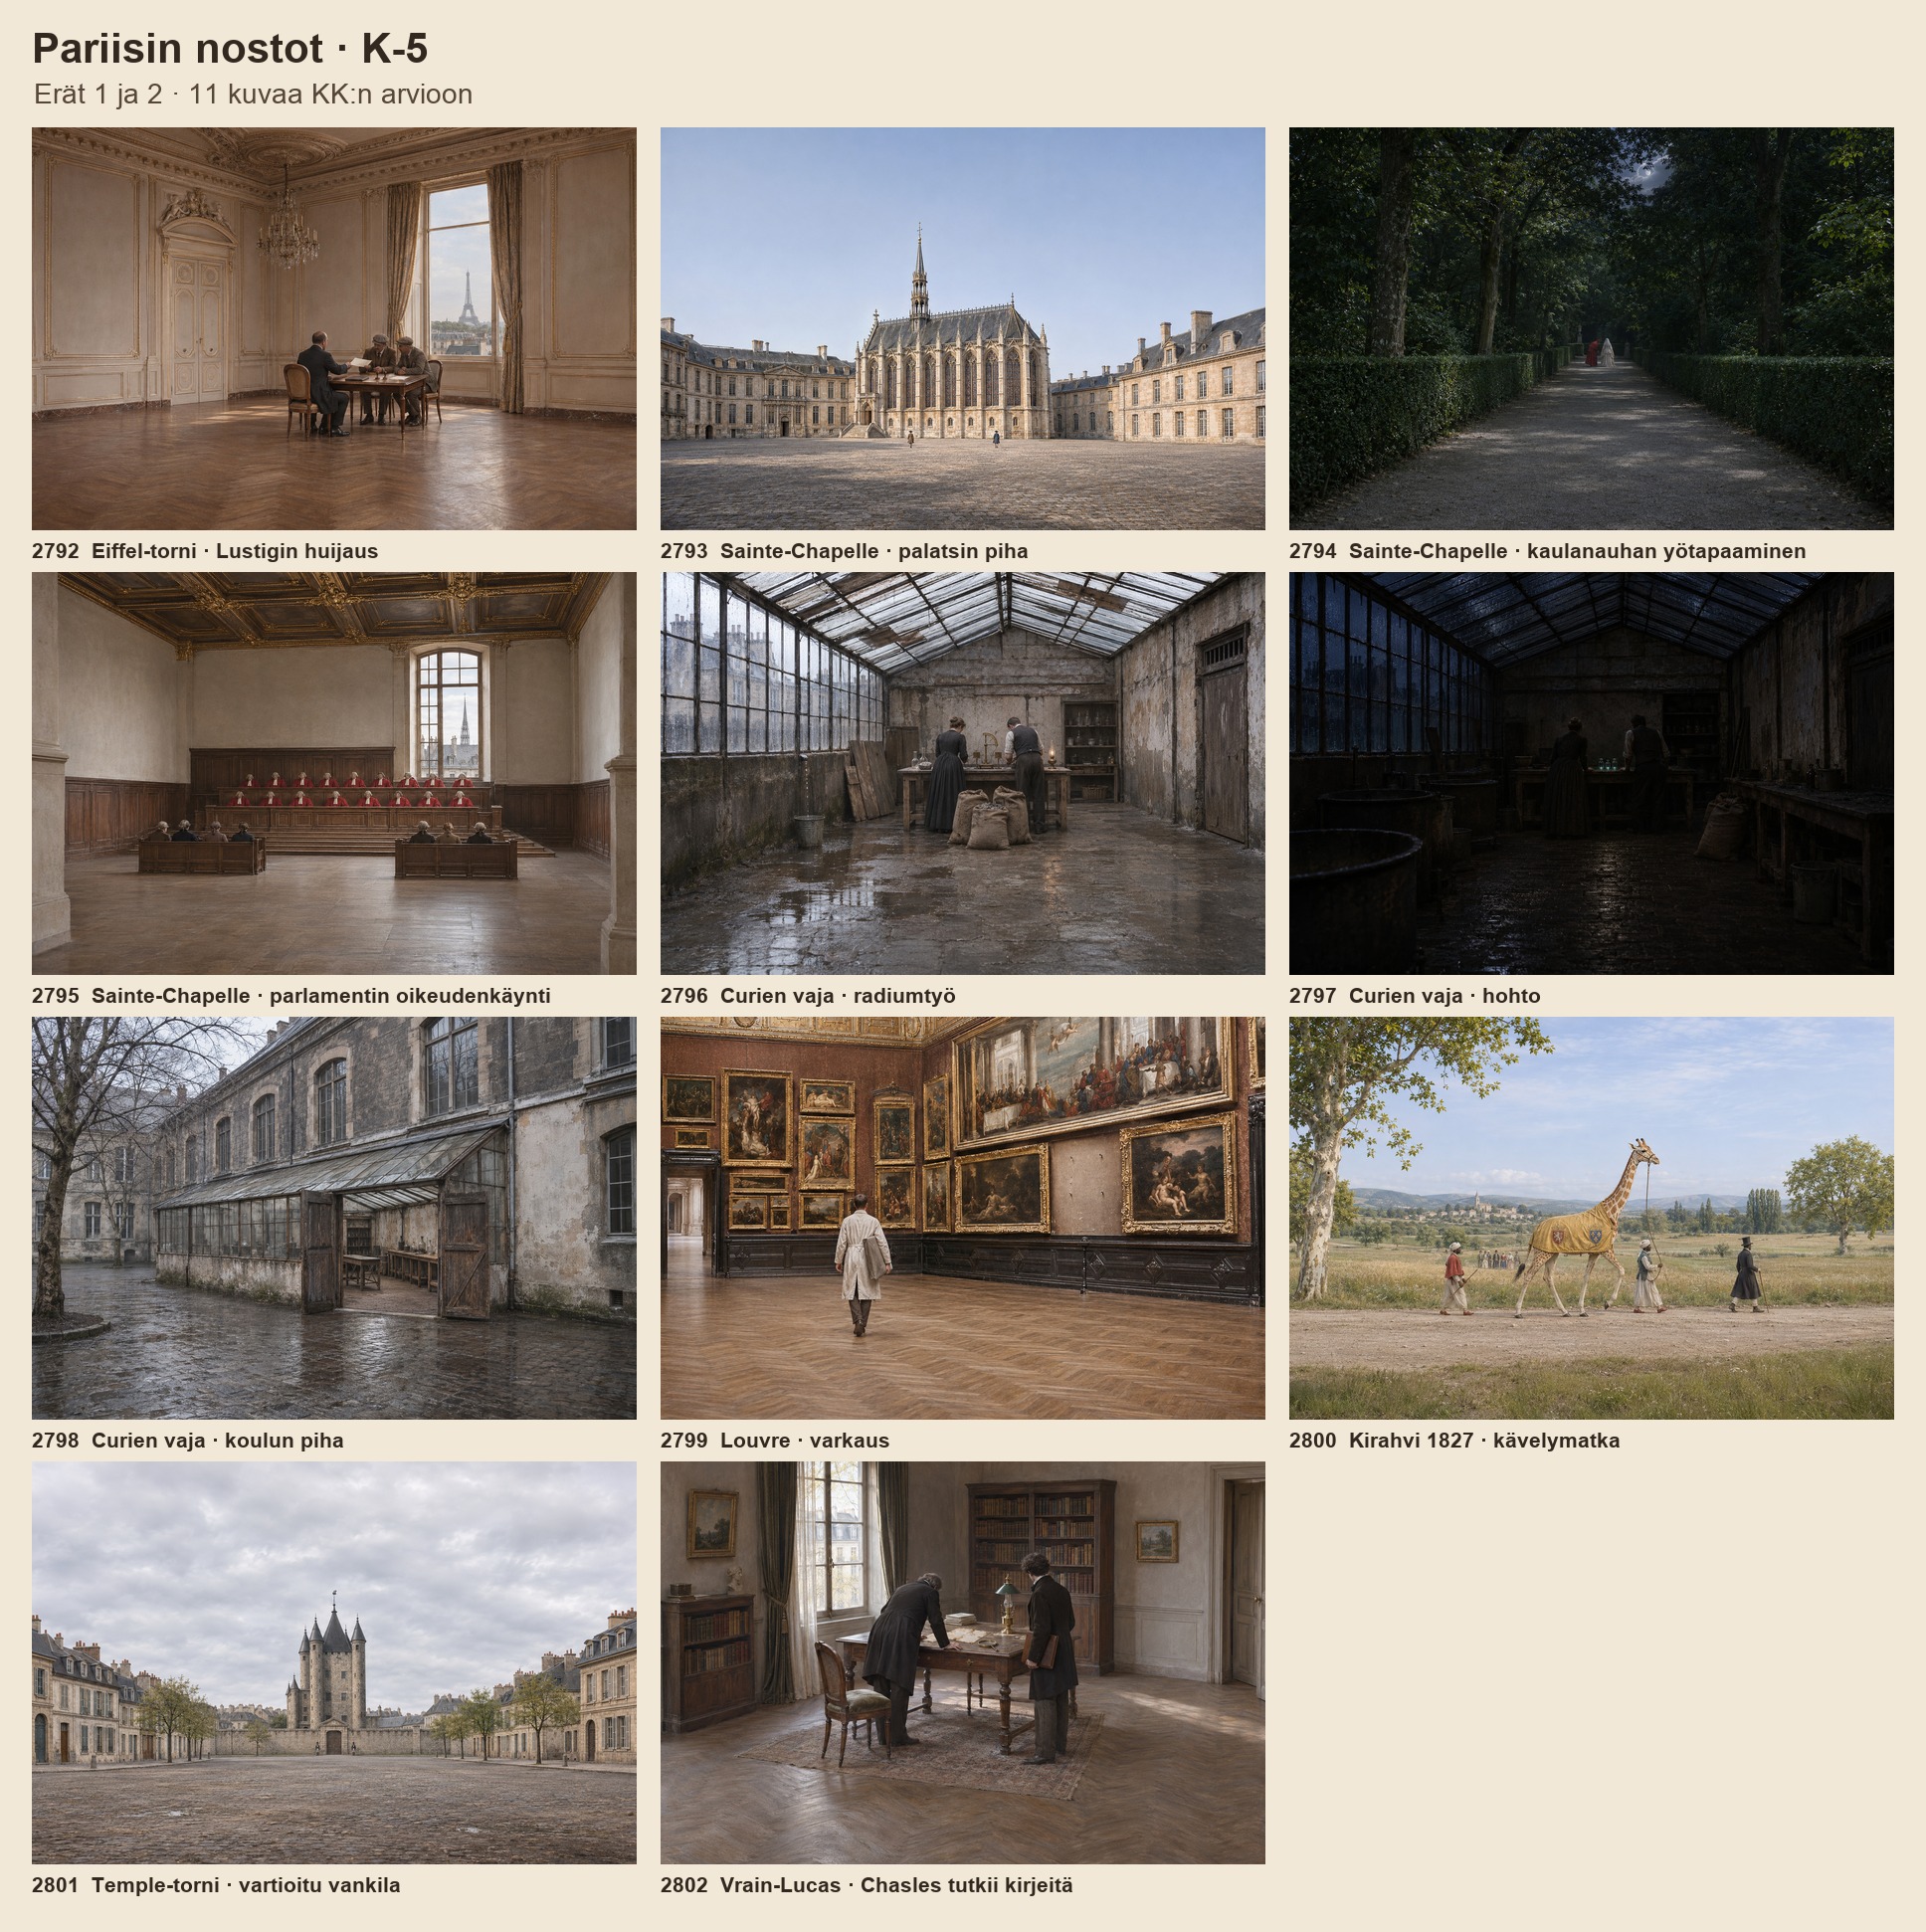 Pariisin nostot · K-5
Erät 1 ja 2 · 11 kuvaa KK:n arvioon
2792 Eiffel-torni · Lustigin huijaus
2793 Sainte-Chapelle · palatsin piha
2794 Sainte-Chapelle · kaulanauhan yötapaaminen
2795 Sainte-Chapelle · parlamentin oikeudenkäynti
2796 Curien vaja · radiumtyö
2797 Curien vaja · hohto
2798 Curien vaja · koulun piha
2799 Louvre · varkaus
2800 Kirahvi 1827 · kävelymatka
2801 Temple-torni · vartioitu vankila
2802 Vrain-Lucas · Chasles tutkii kirjeitä